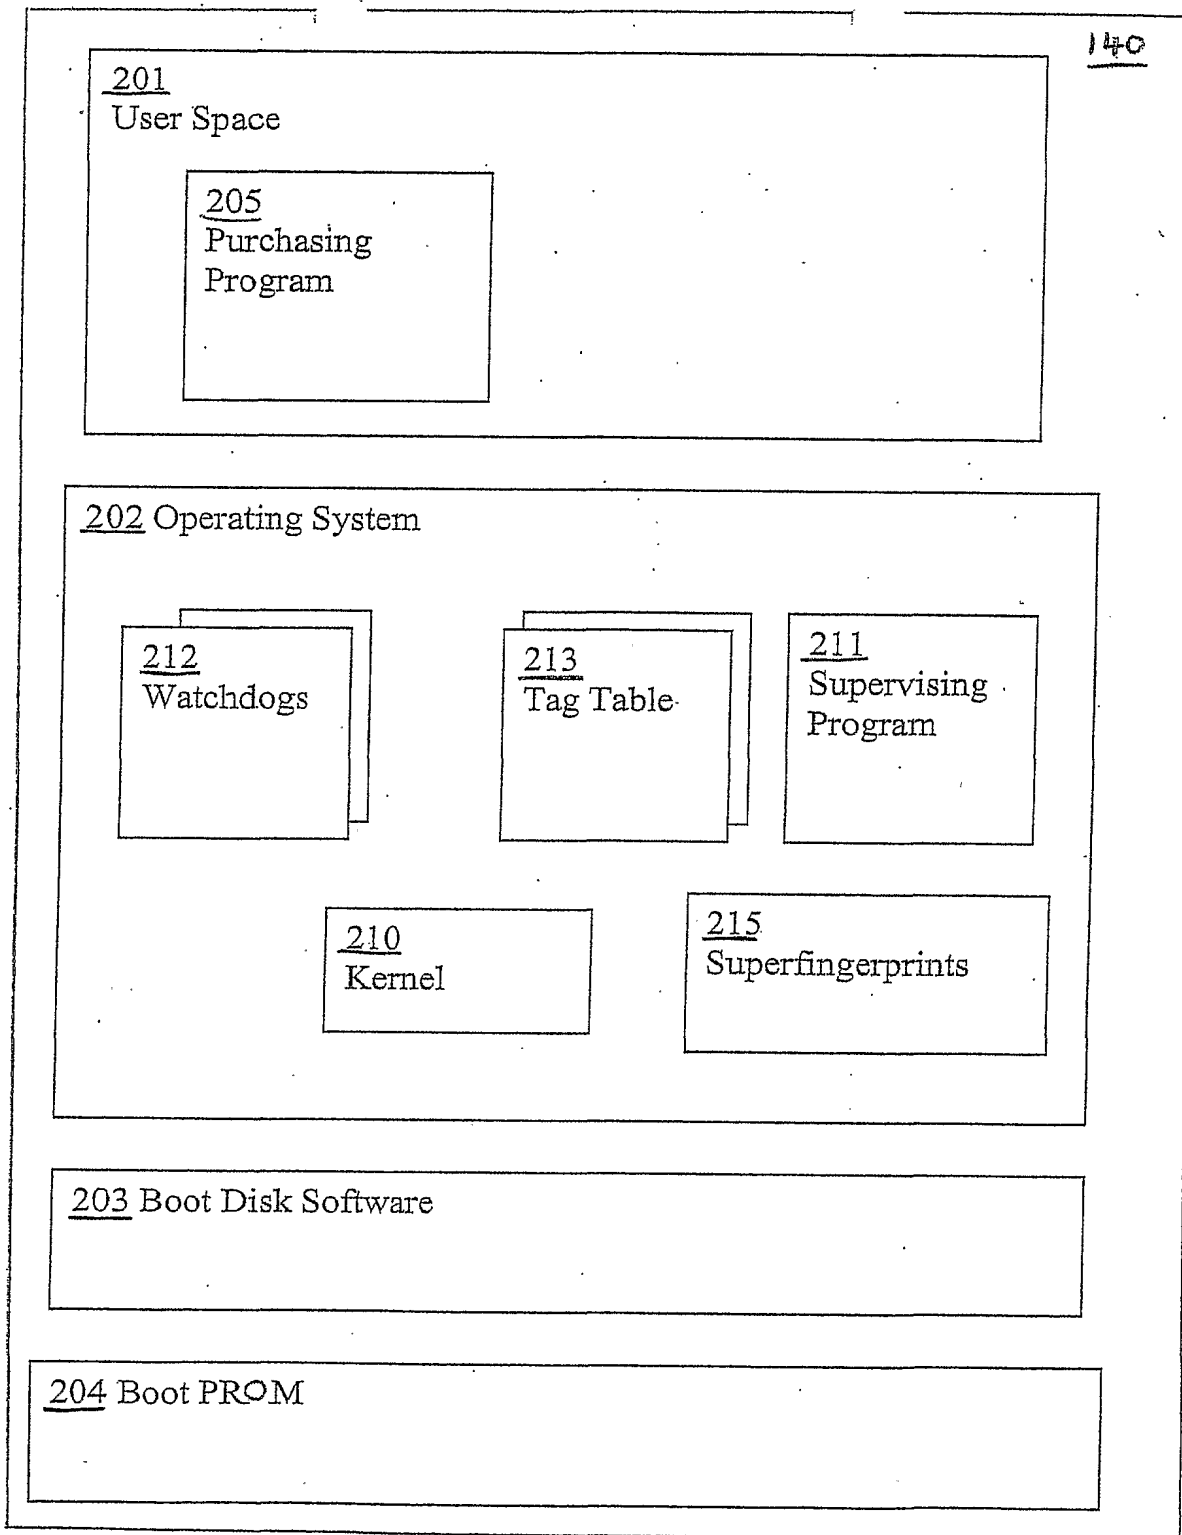 140
201
User Space
205
Purchasing
Program
202 Operating System
212
Watchdogs
213
Tag Table
211
Supervising
Program
210
Kernel
215
Superfingerprints
203 Boot Disk Software
204 Boot PROM